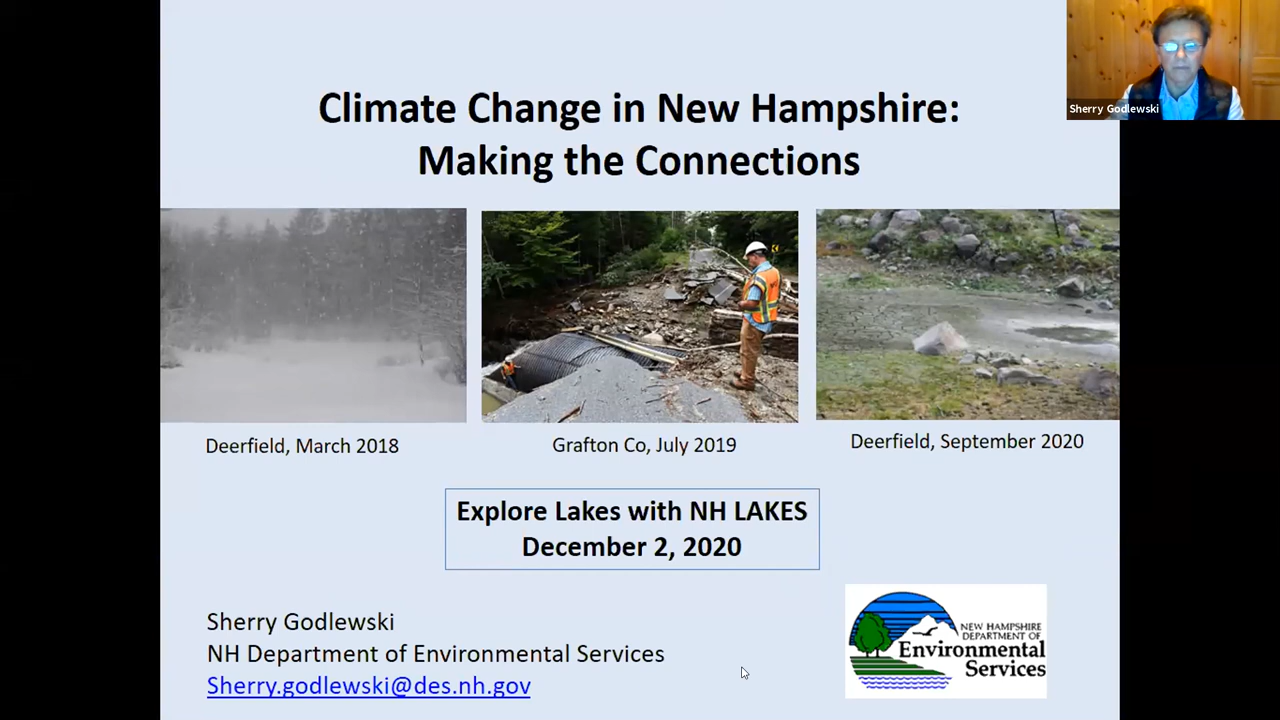 Sherry Godlewski
Climate Change in New Hampshire:
Making the Connections
Deerfield, March 2018
Grafton Co, July 2019
Deerfield, September 2020
Explore Lakes with NH LAKES
December 2, 2020
Sherry Godlewski
NH Department of Environmental Services
Sherry.godlewski@des.nh.gov
NEW HAMPSHIRE
DEPARTMENT OF
Environmental
Services